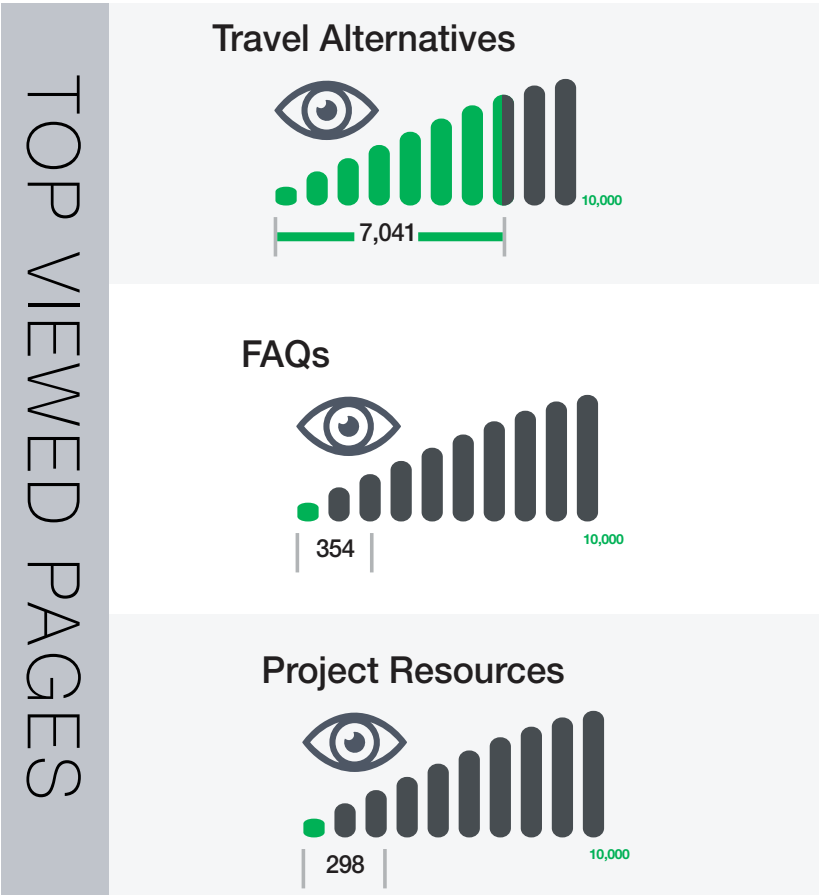 TOP VIEWED PAGES
Travel Alternatives
10,000
7,041
FAQs
10,000
354
Project Resources
10,000
298